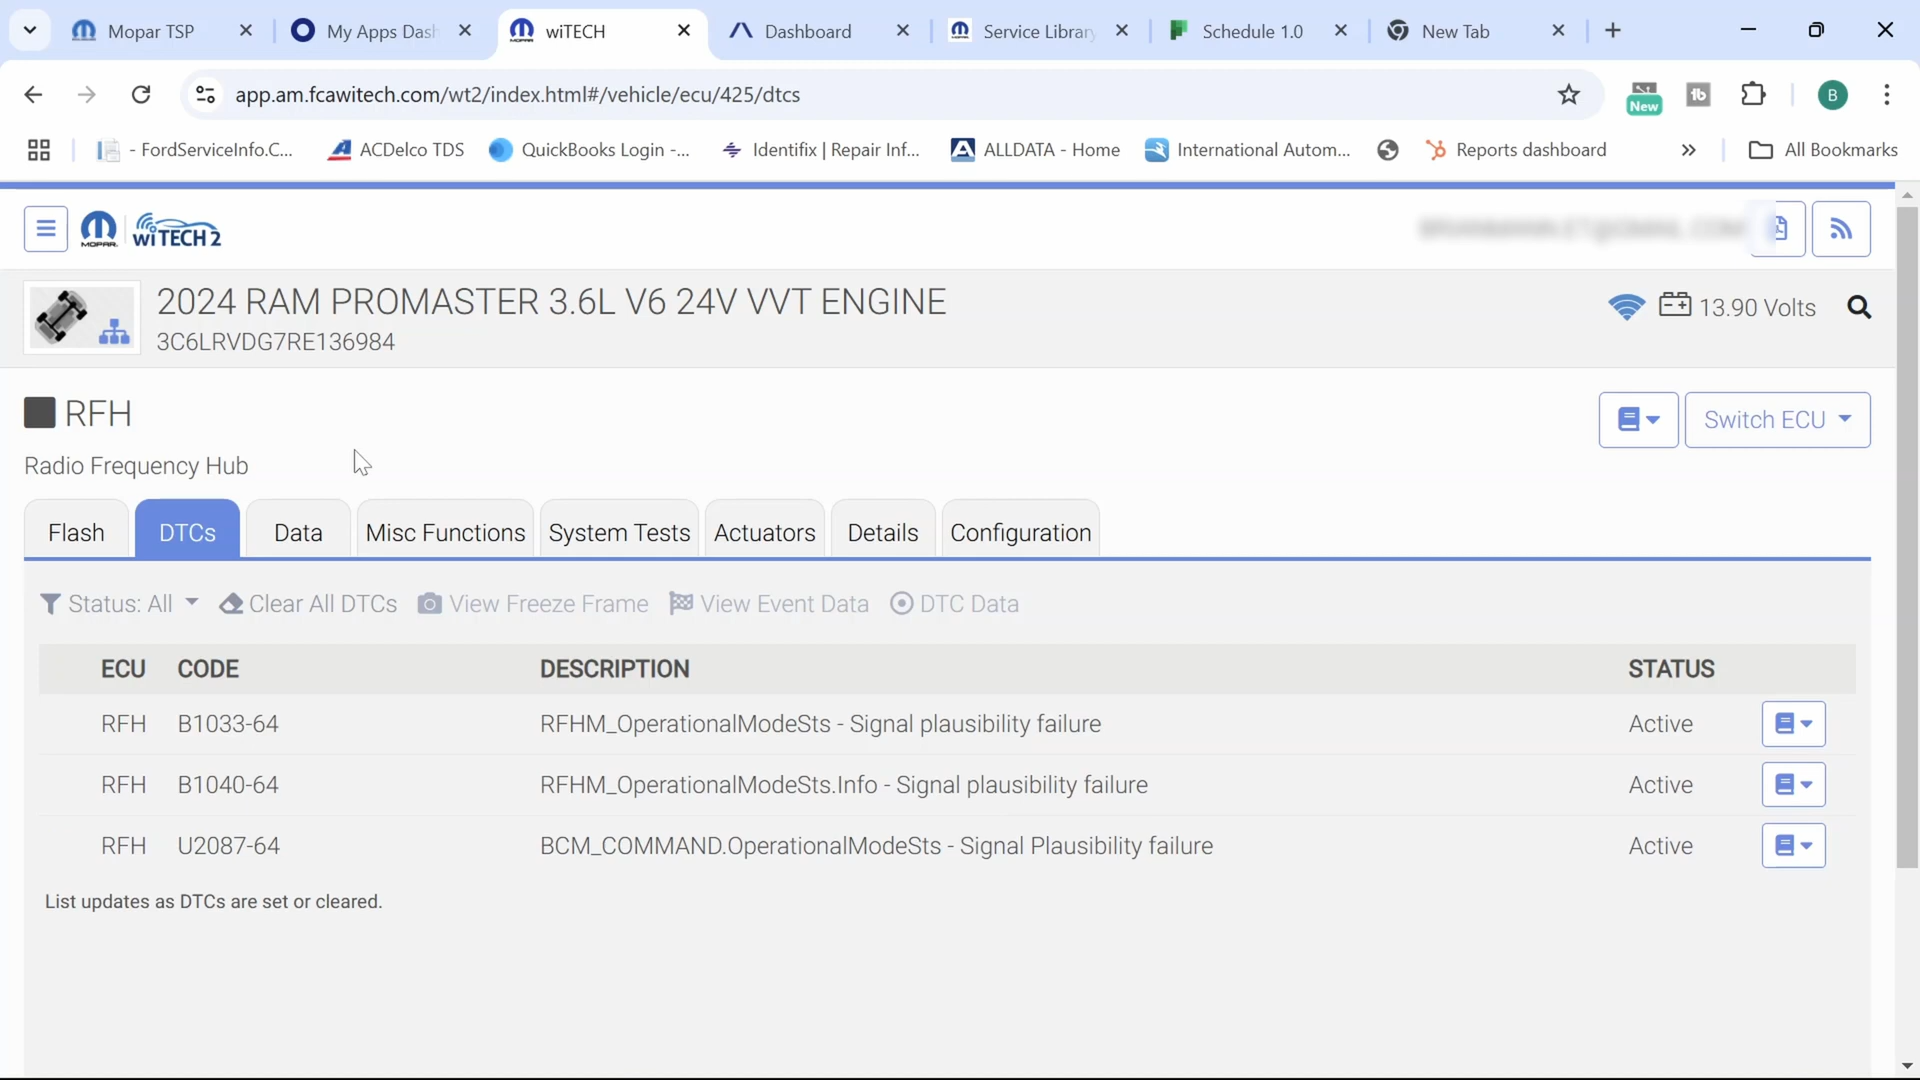 Mopar TSP
My Apps Dash
wiTECH
Dashboard
Service Library
Schedule 1.0
New Tab
app.am.fcawitech.com/wt2/index.html#/vehicle/ecu/425/dtcs
New
B
- FordServiceInfo.C...
ACDelco TDS
QuickBooks Login -...
Identifix | Repair Inf...
ALLDATA - Home
International Autom...
Reports dashboard
All Bookmarks
MOPAR
wiTECH 2
2024 RAM PROMASTER 3.6L V6 24V VVT ENGINE
3C6LRVDG7RE136984
13.90 Volts
RFH
Switch ECU
Radio Frequency Hub
Flash DTCs Data Misc Functions System Tests Actuators Details Configuration
Status: All Clear All DTCs View Freeze Frame View Event Data DTC Data
ECU CODE DESCRIPTION STATUS
RFH B1033-64 RFHM_OperationalModeSts - Signal plausibility failure Active
RFH B1040-64 RFHM_OperationalModeSts.Info - Signal plausibility failure Active
RFH U2087-64 BCM_COMMAND.OperationalModeSts - Signal Plausibility failure Active
List updates as DTCs are set or cleared.